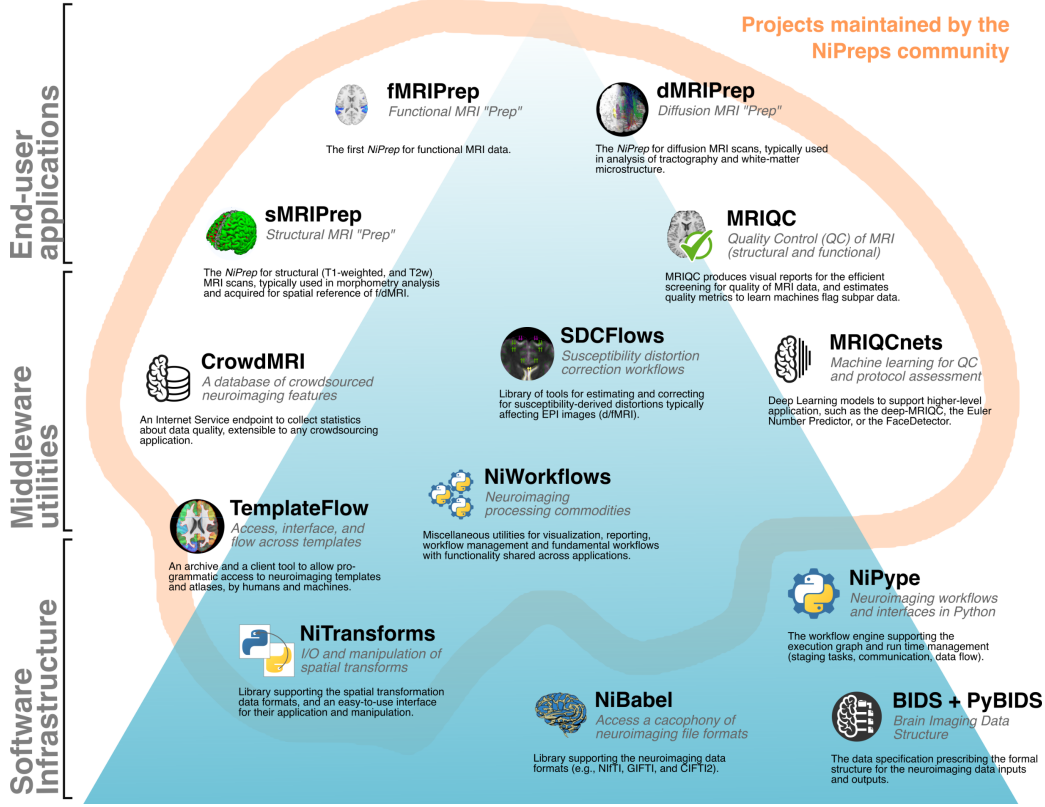 Projects maintained by the
NiPreps community
End-user
applications
fMRIPrep
Functional MRI "Prep"
The first NiPrep for functional MRI data.
dMRIPrep
Diffusion MRI "Prep"
The NiPrep for diffusion MRI scans, typically used
in analysis of tractography and white-matter
microstructure.
sMRIPrep
Structural MRI "Prep"
The NiPrep for structural (T1-weighted, and T2w)
MRI scans, typically used in morphometry analysis
and acquired for spatial reference of f/dMRI.
MRIQC
Quality Control (QC) of MRI
(structural and functional)
MRIQC produces visual reports for the efficient
screening for quality of MRI data, and estimates
quality metrics to learn machines flag subpar data.
Middleware
utilities
CrowdMRI
A database of crowdsourced
neuroimaging features
An Internet Service endpoint to collect statistics
about data quality, extensible to any crowdsourcing
application.
SDCFlows
Susceptibility distortion
correction workflows
Library of tools for estimating and correcting
for susceptibility-derived distortions typically
affecting EPI images (d/fMRI).
MRIQCnets
Machine learning for QC
and protocol assessment
Deep Learning models to support higher-level
application, such as the deep-MRIQC, the Euler
Number Predictor, or the FaceDetector.
TemplateFlow
Access, interface, and
flow across templates
An archive and a client tool to allow pro-
grammatic access to neuroimaging templates
and atlases, by humans and machines.
NiWorkflows
Neuroimaging
processing commodities
Miscellaneous utilities for visualization, reporting,
workflow management and fundamental workflows
with functionality shared across applications.
Software
Infrastructure
NiPype
Neuroimaging workflows
and interfaces in Python
The workflow engine supporting the
execution graph and run time management
(staging tasks, communication, data flow).
NiTransforms
I/O and manipulation of
spatial transforms
Library supporting the spatial transformation
data formats, and an easy-to-use interface
for their application and manipulation.
NiBabel
Access a cacophony of
neuroimaging file formats
Library supporting the neuroimaging data
formats (e.g., NIfTI, GIFTI, and CIFTI2).
BIDS + PyBIDS
Brain Imaging Data
Structure
The data specification prescribing the formal
structure for the neuroimaging data inputs
and outputs.